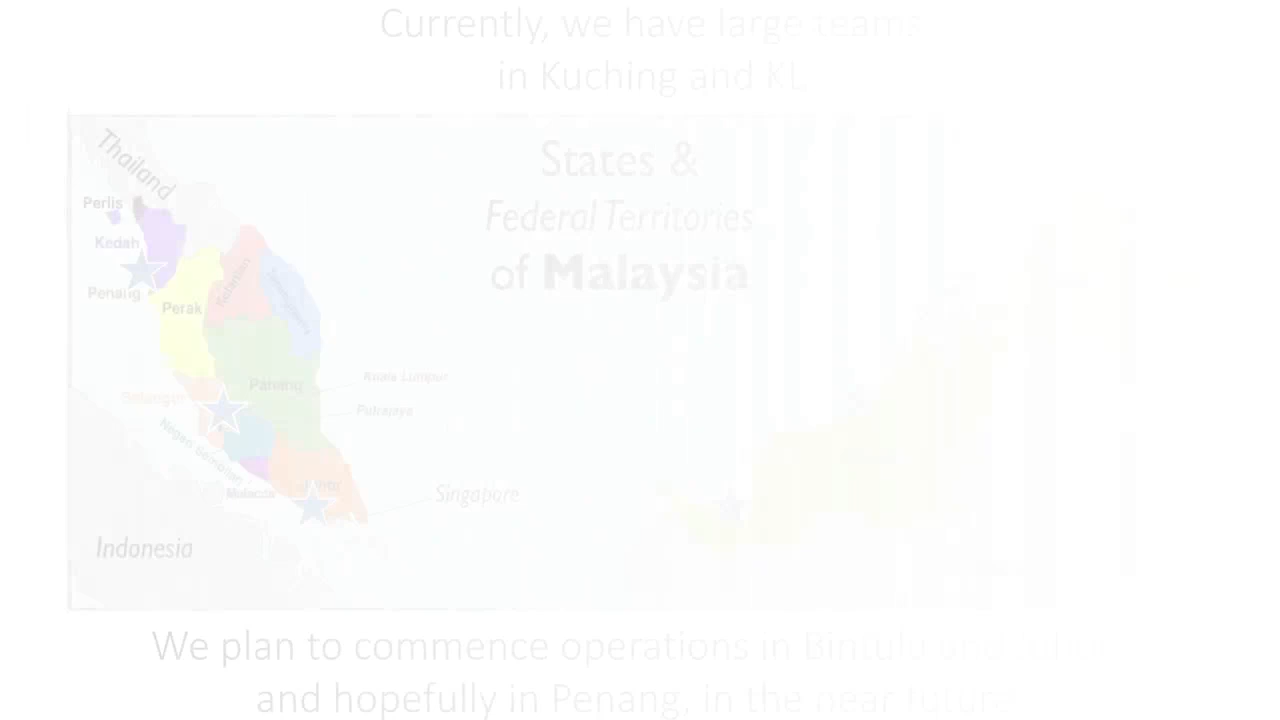 Currently, we have large teams
in Kuching and KL
Thailand
States &
Federal Territories
of Malaysia
Perlis
Kedah
Penang
Perak
Kelantan
Pahang
Kuala Lumpur
Putrajaya
Selangor
Negeri Sembilan
Malacca
Johor
Singapore
Indonesia
We plan to commence operations in Bintulu and Johor
and hopefully in Penang, in the near future